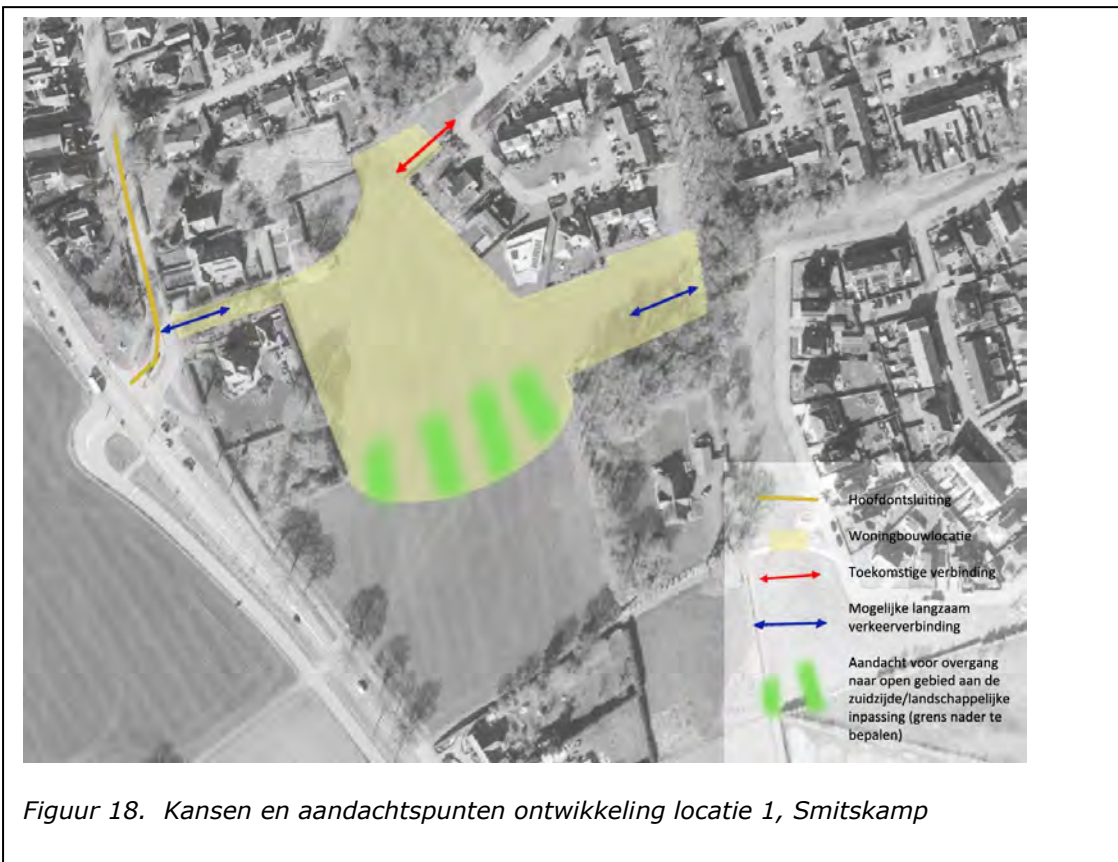 Hoofdontsluiting
Woningbouwlocatie
Toekomstige verbinding
Mogelijke langzaam
verkeerverbinding
Aandacht voor overgang
naar open gebied aan de
zuidzijde/landschappelijke
inpassing (grens nader te
bepalen)
Figuur 18. Kansen en aandachtspunten ontwikkeling locatie 1, Smitskamp